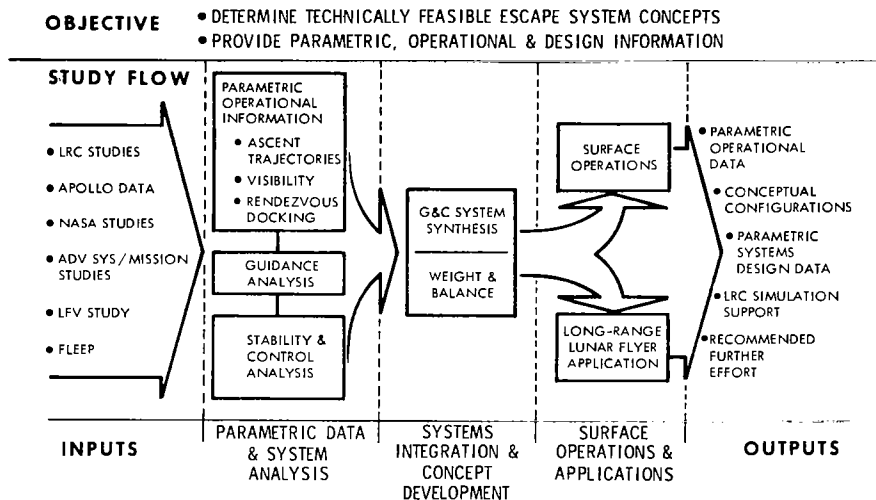 OBJECTIVE
• DETERMINE TECHNICALLY FEASIBLE ESCAPE SYSTEM CONCEPTS
• PROVIDE PARAMETRIC, OPERATIONAL & DESIGN INFORMATION
STUDY FLOW
• LRC STUDIES
• APOLLO DATA
• NASA STUDIES
• ADV SYS/MISSION
STUDIES
• LFV STUDY
• FLEEP
PARAMETRIC
OPERATIONAL
INFORMATION
• ASCENT
TRAJECTORIES
• VISIBILITY
• RENDEZVOUS
DOCKING
GUIDANCE
ANALYSIS
STABILITY &
CONTROL
ANALYSIS
G&C SYSTEM
SYNTHESIS
WEIGHT &
BALANCE
SURFACE
OPERATIONS
LONG-RANGE
LUNAR FLYER
APPLICATION
• PARAMETRIC
OPERATIONAL
DATA
• CONCEPTUAL
CONFIGURATIONS
• PARAMETRIC
SYSTEMS
DESIGN DATA
• LRC SIMULATION
SUPPORT
• RECOMMENDED
FURTHER
EFFORT
INPUTS
PARAMETRIC DATA
& SYSTEM
ANALYSIS
SYSTEMS
INTEGRATION &
CONCEPT
DEVELOPMENT
SURFACE
OPERATIONS &
APPLICATIONS
OUTPUTS